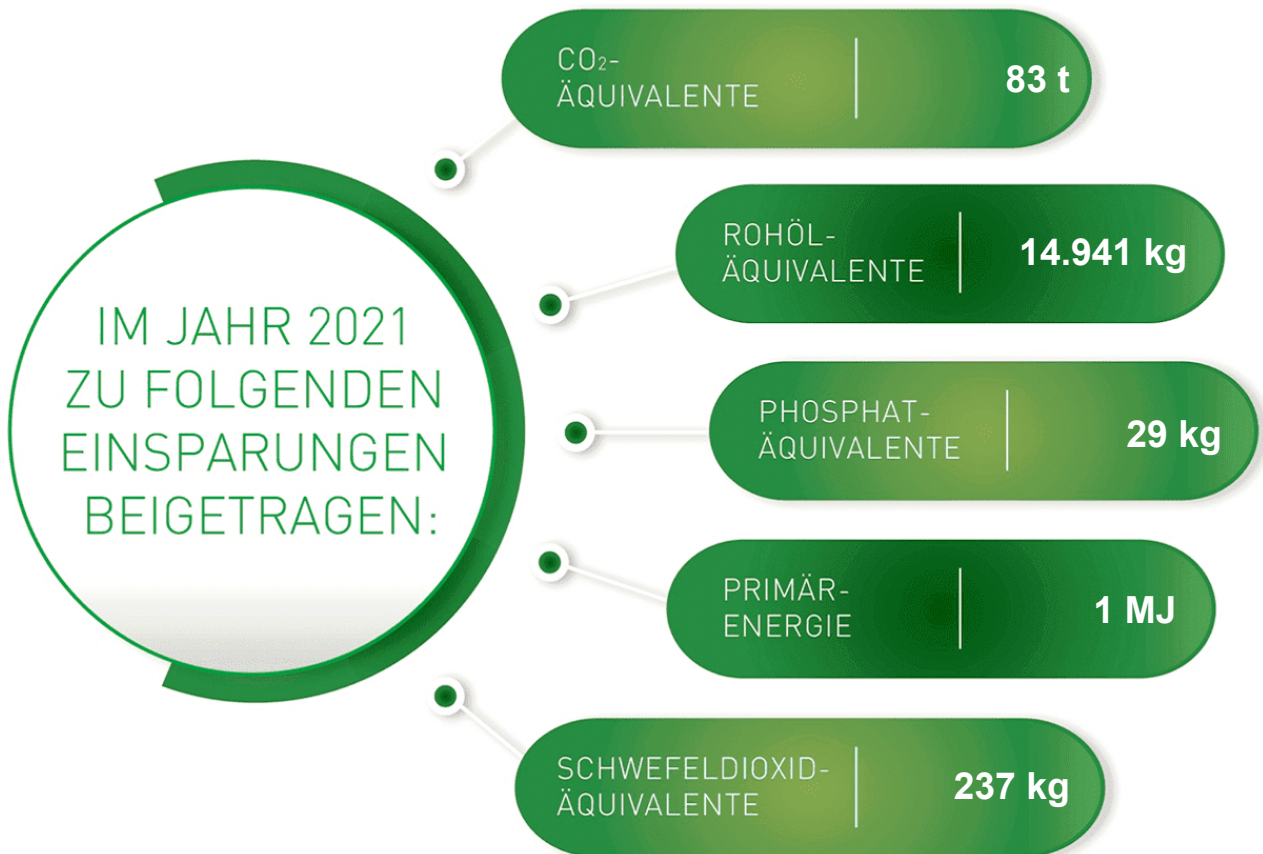 IM JAHR 2021
ZU FOLGENDEN
EINSPARUNGEN
BEIGETRAGEN:
CO₂-
ÄQUIVALENTE
83 t
ROHÖL-
ÄQUIVALENTE
14.941 kg
PHOSPHAT-
ÄQUIVALENTE
29 kg
PRIMÄR-
ENERGIE
1 MJ
SCHWEFELDIOXID-
ÄQUIVALENTE
237 kg